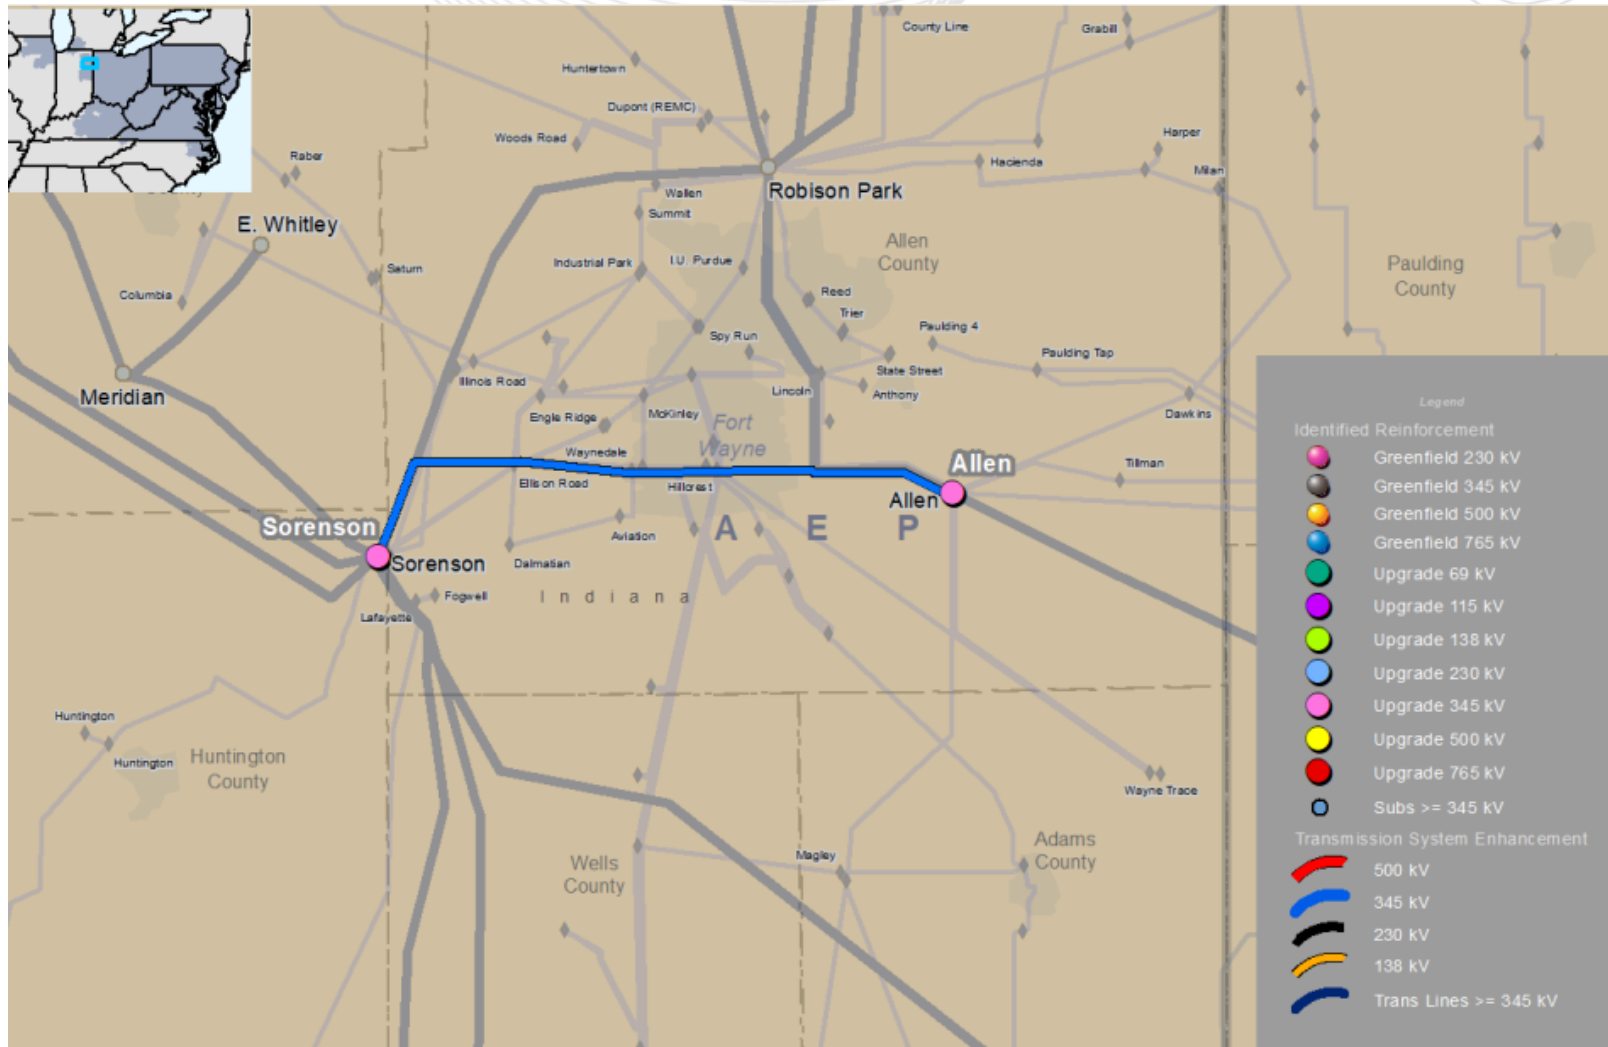 County Line
Grabill
Huntertown
Dupont (REMC)
Woods Road
Harper
Raber
Hacienda
Milan
Wallen
Robison Park
Summit
E. Whitley
Allen
County
Industrial Park
I.U. Purdue
Saturn
Paulding
County
Columbia
Reed
Trier
Paulding 4
Spy Run
Paulding Tap
State Street
Illinois Road
Lincoln
Anthony
Meridian
Engle Ridge
McKinley
Dawkins
Fort
Wayne
Waynedale
Allen
Tillman
Ellison Road
Hillcrest
Allen
Sorenson
A E P
Aviation
Sorenson
Dalmatian
Fogwell
Indiana
Lafayette
Huntington
Huntington
County
Huntington
Wayne Trace
Adams
County
Magley
Wells
County
Legend
Identified Reinforcement
Greenfield 230 kV
Greenfield 345 kV
Greenfield 500 kV
Greenfield 765 kV
Upgrade 69 kV
Upgrade 115 kV
Upgrade 138 kV
Upgrade 230 kV
Upgrade 345 kV
Upgrade 500 kV
Upgrade 765 kV
Subs >= 345 kV
Transmission System Enhancement
500 kV
345 kV
230 kV
138 kV
Trans Lines >= 345 kV